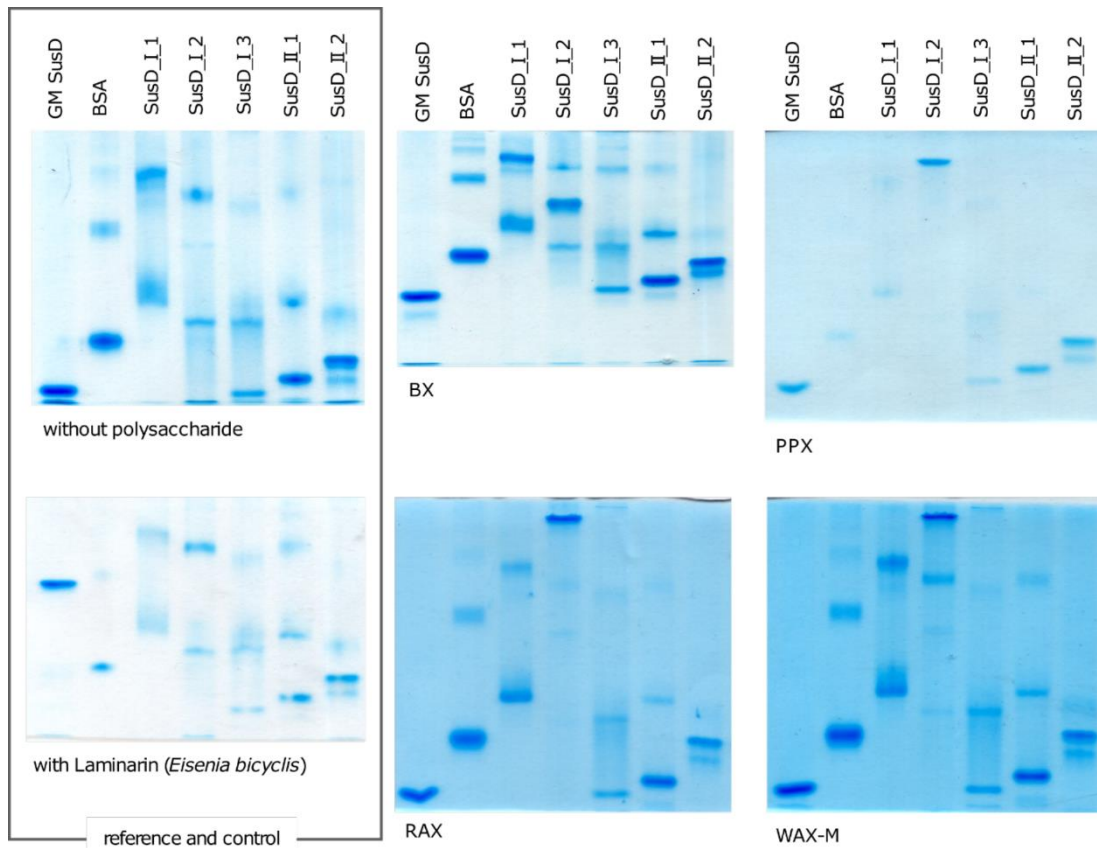 GM SusD
BSA
SusD_I_1
SusD_I_2
SusD_I_3
SusD_II_1
SusD_II_2
GM SusD
BSA
SusD_I_1
SusD_I_2
SusD_I_3
SusD_II_1
SusD_II_2
GM SusD
BSA
SusD_I_1
SusD_I_2
SusD_I_3
SusD_II_1
SusD_II_2
without polysaccharide
BX
PPX
with Laminarin (Eisenia bicyclis)
RAX
WAX-M
reference and control